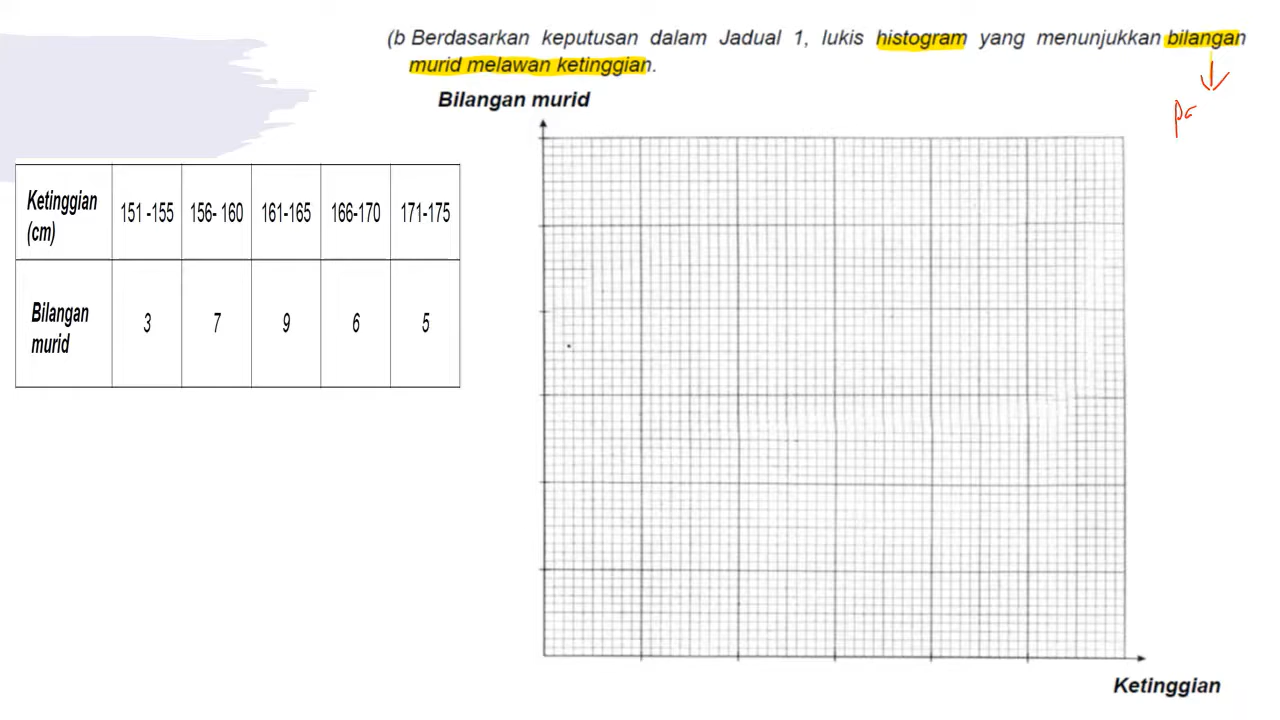 (b Berdasarkan keputusan dalam Jadual 1, lukis histogram yang menunjukkan bilangan
murid melawan ketinggian.
Bilangan murid
Ketinggian (cm) 151 -155 156- 160 161-165 166-170 171-175
Bilangan murid 3 7 9 6 5
Ketinggian